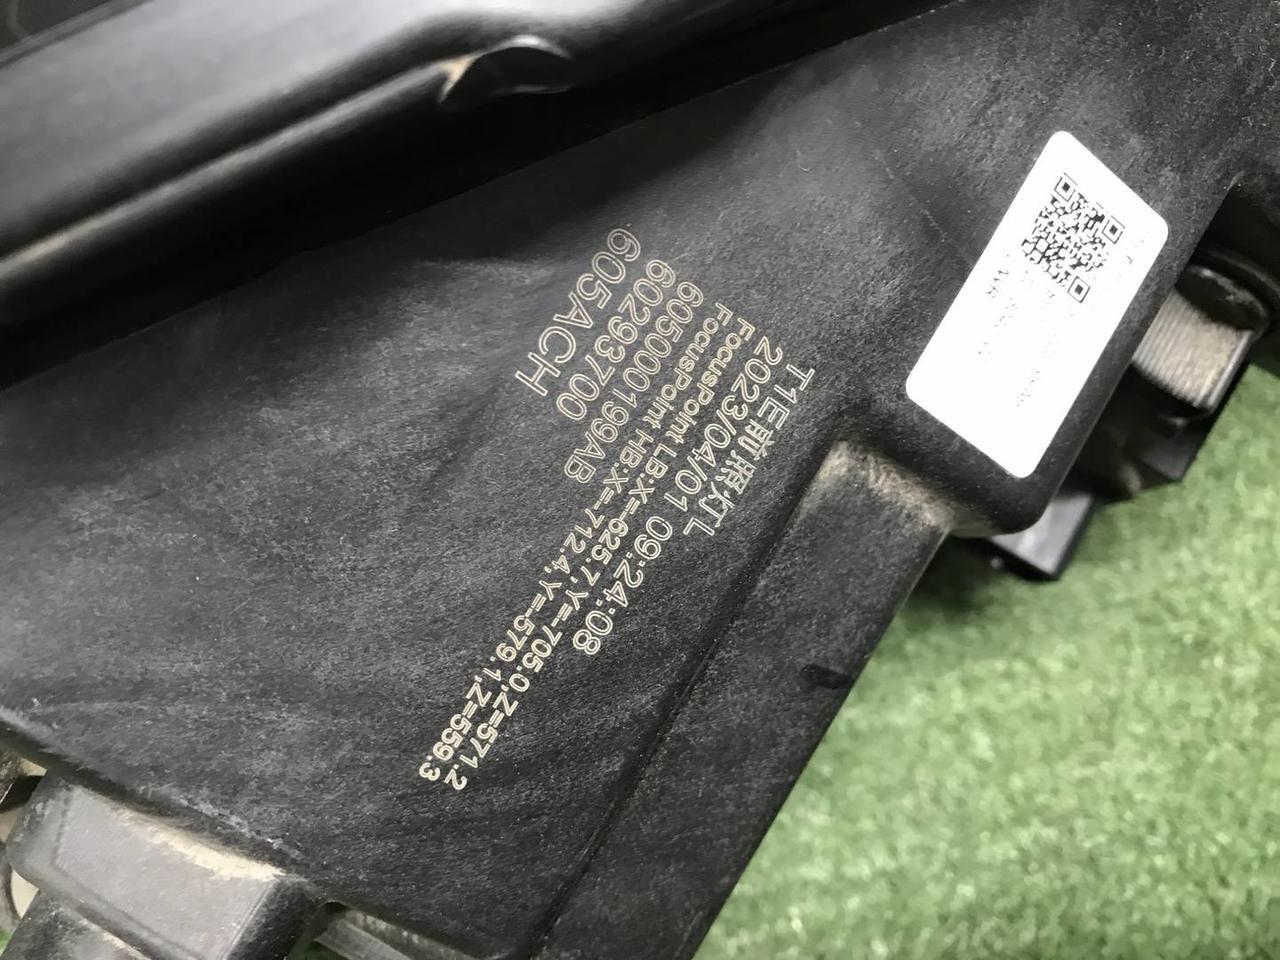 T1E前照灯L
2023/04/01 09:24:08
FocusPoint LB:X=-625.7,Y=-705.0,Z=571.2
FocusPoint HB:X=-712.4,Y=-579.1,Z=559.3
605000199AB
60293700
605ACH